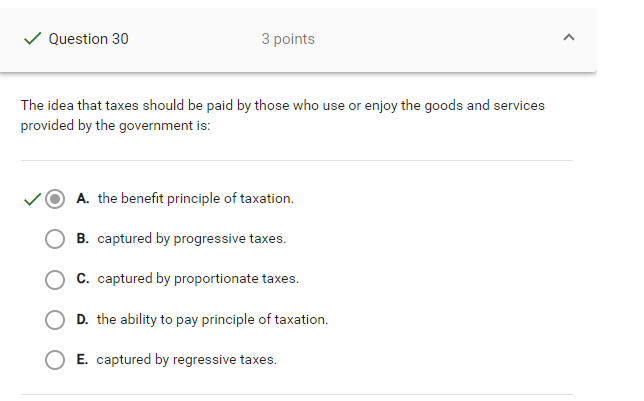 Question 30 3 points
The idea that taxes should be paid by those who use or enjoy the goods and services
provided by the government is:
A. the benefit principle of taxation.
B. captured by progressive taxes.
C. captured by proportionate taxes.
D. the ability to pay principle of taxation.
E. captured by regressive taxes.